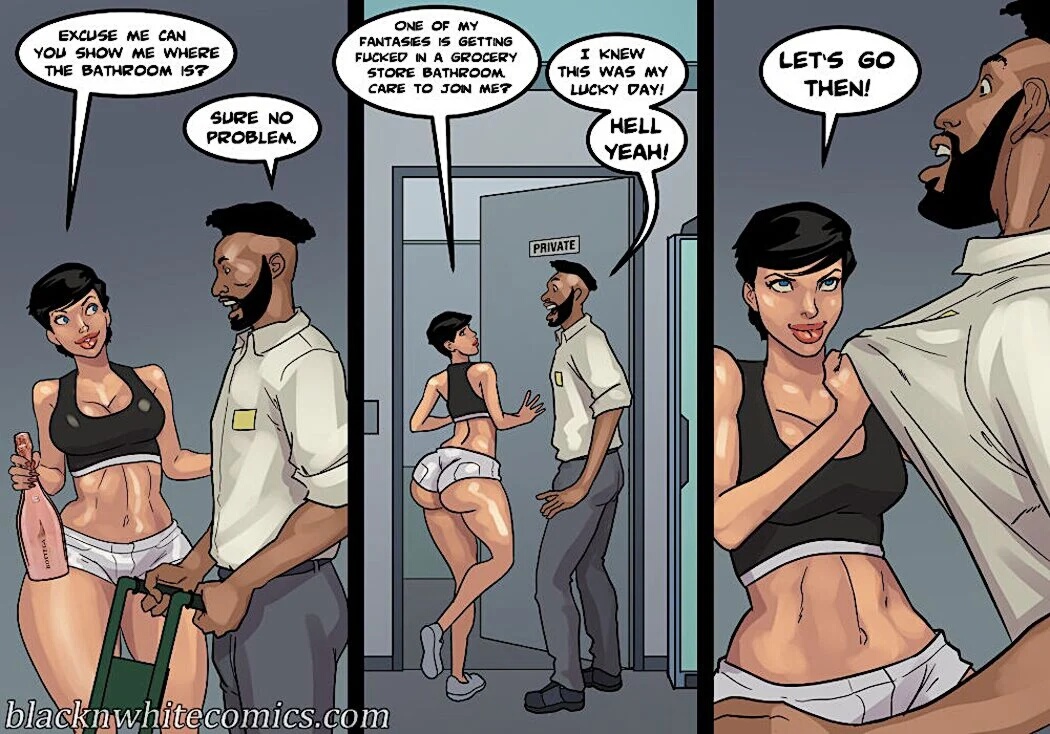 EXCUSE ME CAN
YOU SHOW ME WHERE
THE BATHROOM IS?
SURE NO
PROBLEM.
ONE OF MY
FANTASIES IS GETTING
FUCKED IN A GROCERY
STORE BATHROOM.
CARE TO JOIN ME?
I KNEW
THIS WAS MY
LUCKY DAY!
HELL
YEAH!
PRIVATE
LET'S GO
THEN!
blacknwhitecomics.com